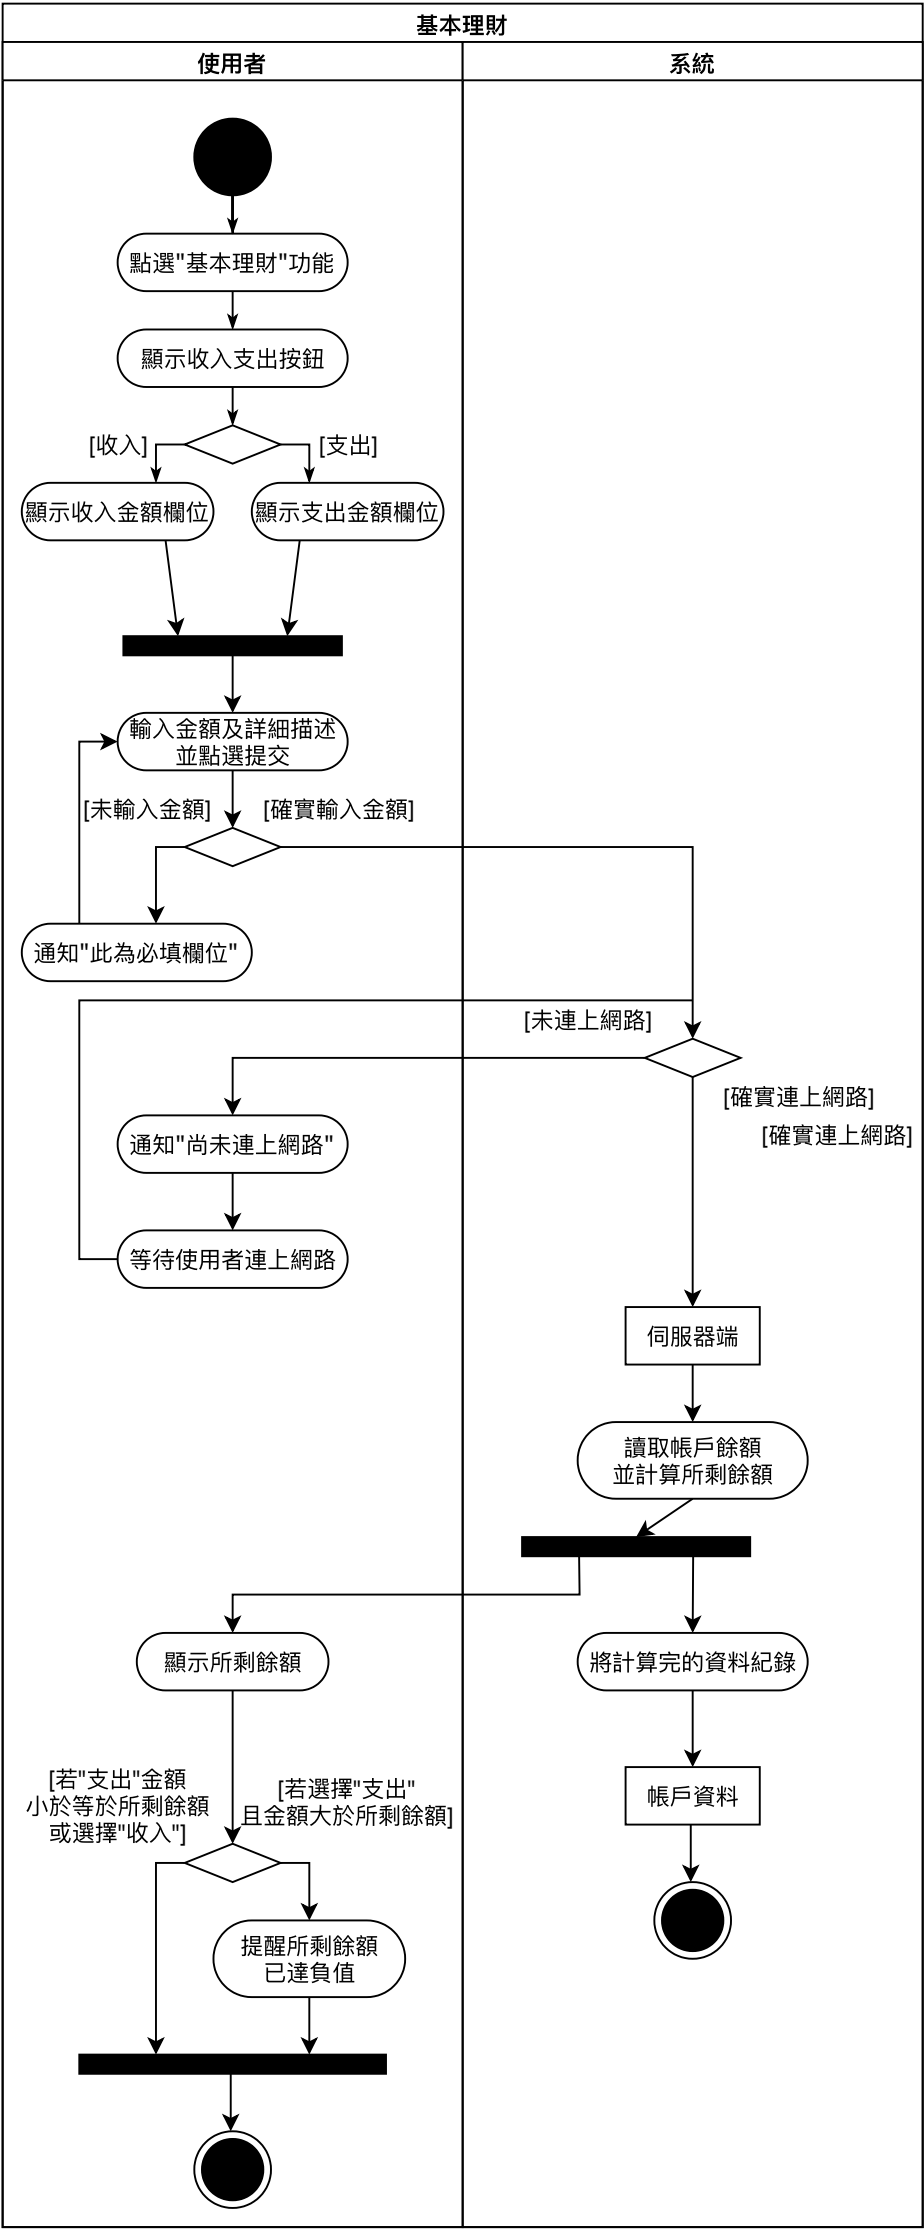 基本理財
使用者
系統
點選"基本理財"功能
顯示收入支出按鈕
[收入]
[支出]
顯示收入金額欄位
顯示支出金額欄位
輸入金額及詳細描述
並點選提交
[未輸入金額]
[確實輸入金額]
通知"此為必填欄位"
[未連上網路]
[確實連上網路]
[確實連上網路]
通知"尚未連上網路"
等待使用者連上網路
伺服器端
讀取帳戶餘額
並計算所剩餘額
顯示所剩餘額
將計算完的資料紀錄
[若"支出"金額
小於等於所剩餘額
或選擇"收入"]
[若選擇"支出"
且金額大於所剩餘額]
帳戶資料
提醒所剩餘額
已達負值